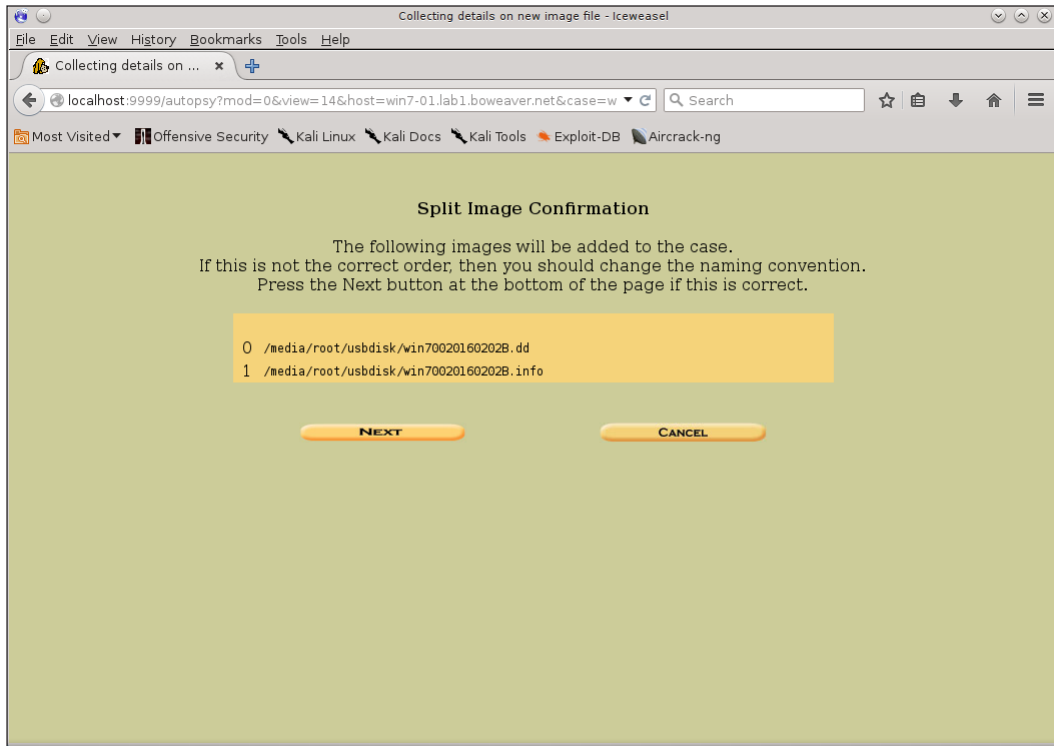 Collecting details on new image file - Iceweasel
File Edit View History Bookmarks Tools Help
Collecting details on ...
localhost:9999/autopsy?mod=0&view=14&host=win7-01.lab1.boweaver.net&case=w
Search
Most Visited
Offensive Security
Kali Linux
Kali Docs
Kali Tools
Exploit-DB
Aircrack-ng
Split Image Confirmation
The following images will be added to the case.
If this is not the correct order, then you should change the naming convention.
Press the Next button at the bottom of the page if this is correct.
0 /media/root/usbdisk/win70020160202B.dd
1 /media/root/usbdisk/win70020160202B.info
NEXT
CANCEL